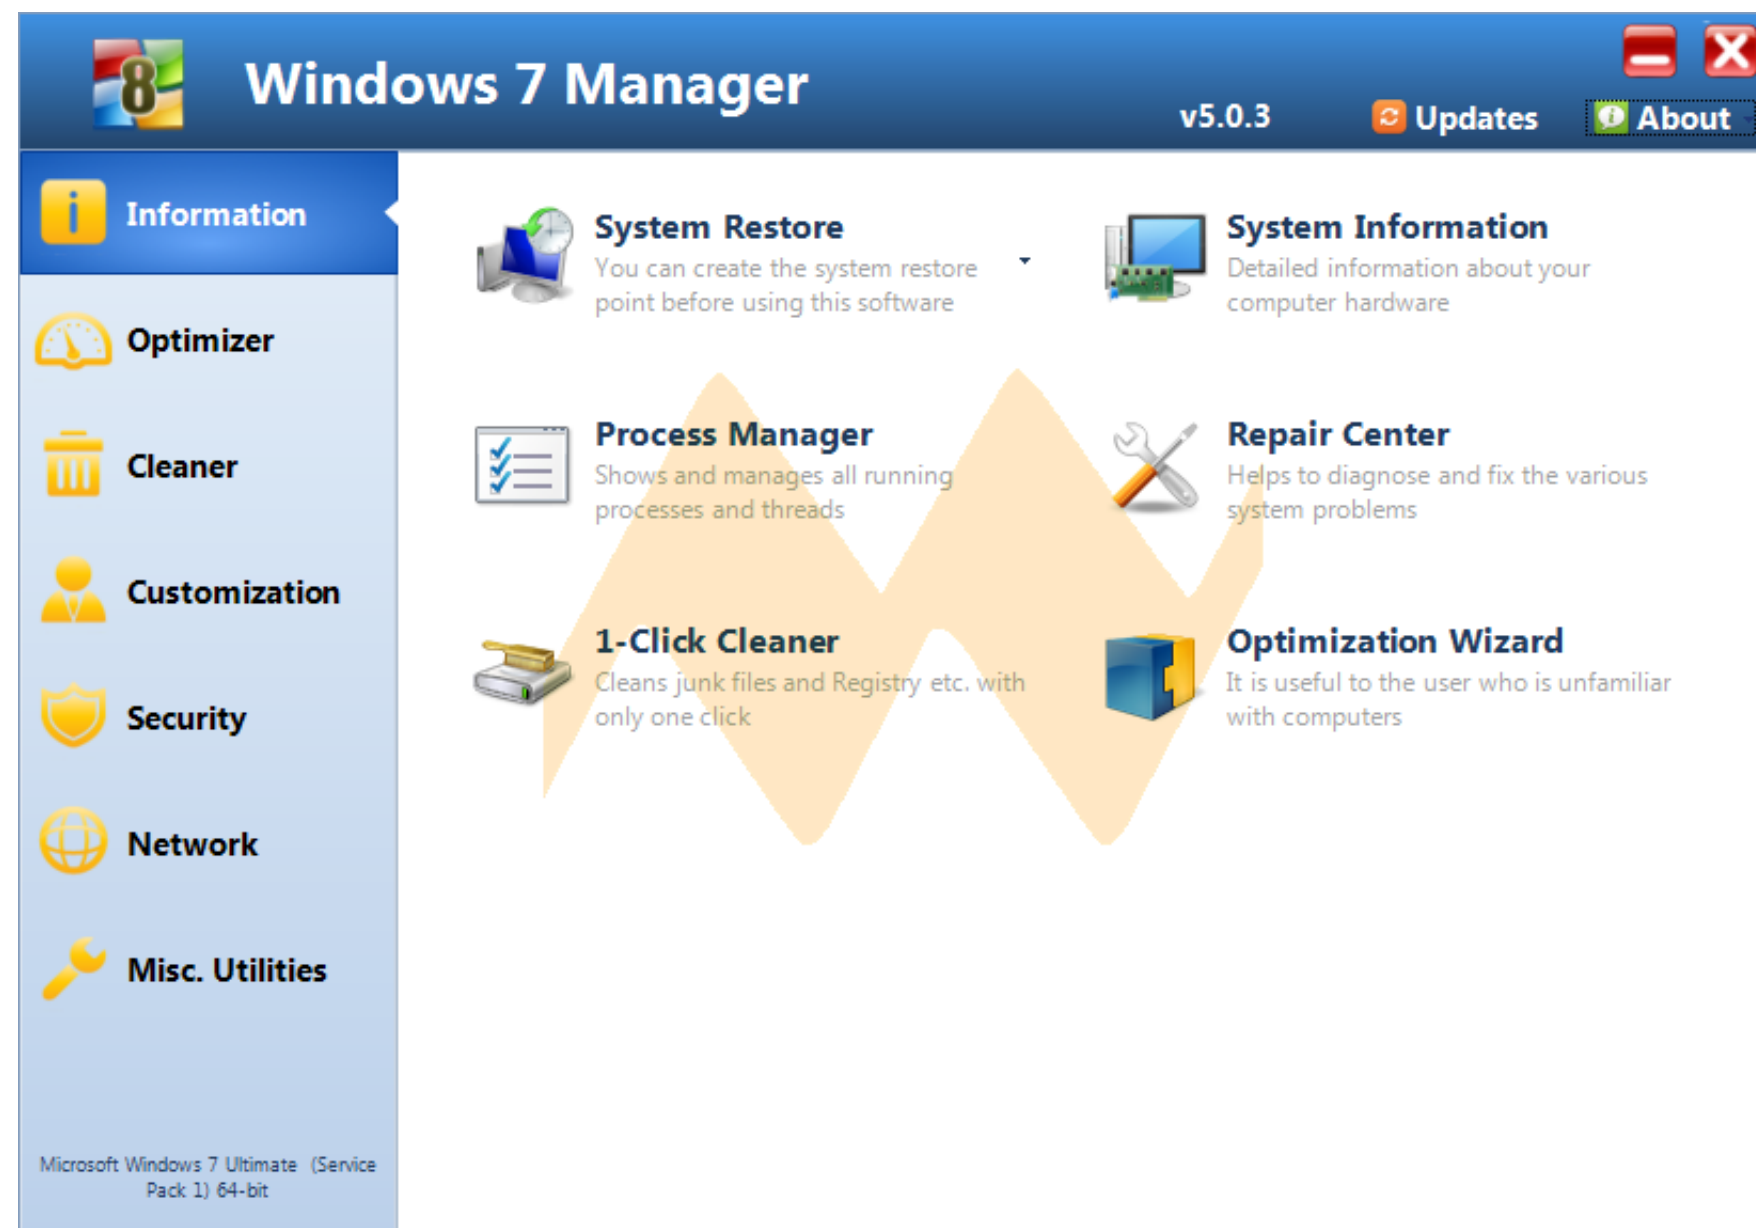 8
Windows 7 Manager
v5.0.3
Updates
About
Information
Optimizer
Cleaner
Customization
Security
Network
Misc. Utilities
Microsoft Windows 7 Ultimate (Service
Pack 1) 64-bit
System Restore
You can create the system restore
point before using this software
System Information
Detailed information about your
computer hardware
Process Manager
Shows and manages all running
processes and threads
Repair Center
Helps to diagnose and fix the various
system problems
1-Click Cleaner
Cleans junk files and Registry etc. with
only one click
Optimization Wizard
It is useful to the user who is unfamiliar
with computers